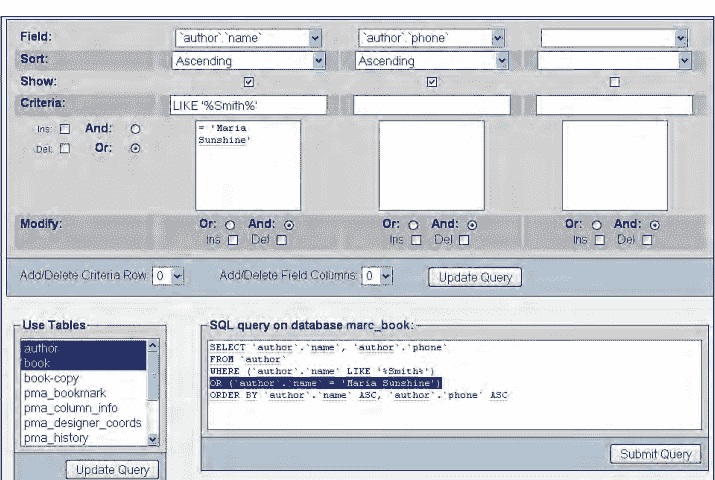 Field: `author`.`name` `author`.`phone`
Sort: Ascending Ascending
Show:
Criteria: LIKE '%Smith%'
Ins: And:
Del: Or:
= 'Maria
Sunshine'
Modify: Or: And: Or: And: Or: And:
Ins Del Ins Del Ins Del
Add/Delete Criteria Row: 0 Add/Delete Field Columns: 0 Update Query
Use Tables
author
book
book-copy
pma_bookmark
pma_column_info
pma_designer_coords
pma_history
Update Query
SQL query on database marc_book:
SELECT `author`.`name`, `author`.`phone`
FROM `author`
WHERE (`author`.`name` LIKE '%Smith%')
OR (`author`.`name` = 'Maria Sunshine')
ORDER BY `author`.`name` ASC, `author`.`phone` ASC
Submit Query